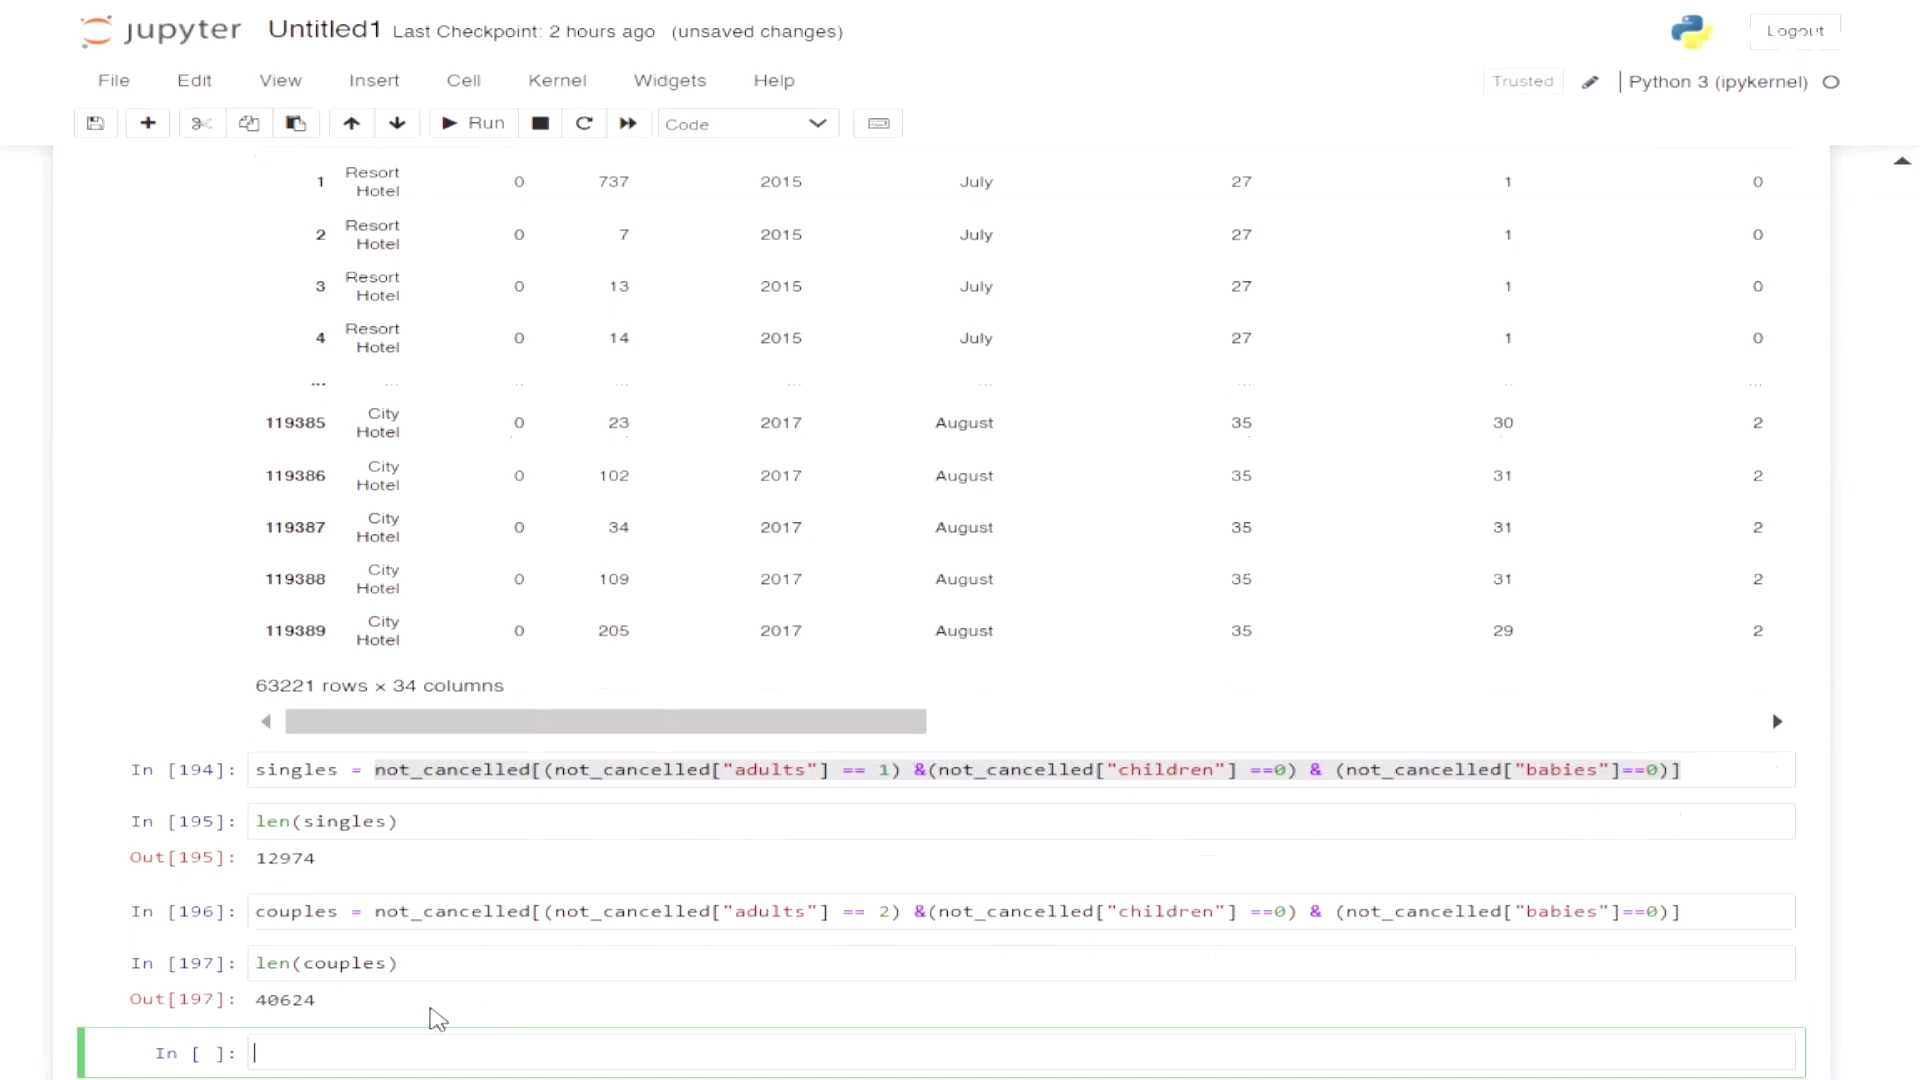 jupyter Untitled1 Last Checkpoint: 2 hours ago (unsaved changes) Logout
File Edit View Insert Cell Kernel Widgets Help Trusted Python 3 (ipykernel)
Run Code
1 Resort Hotel 0 737 2015 July 27 1 0
2 Resort Hotel 0 7 2015 July 27 1 0
3 Resort Hotel 0 13 2015 July 27 1 0
4 Resort Hotel 0 14 2015 July 27 1 0
... ... ... ... ... ... ... ... ...
119385 City Hotel 0 23 2017 August 35 30 2
119386 City Hotel 0 102 2017 August 35 31 2
119387 City Hotel 0 34 2017 August 35 31 2
119388 City Hotel 0 109 2017 August 35 31 2
119389 City Hotel 0 205 2017 August 35 29 2
63221 rows × 34 columns
In [194]: singles = not_cancelled[(not_cancelled["adults"] == 1) &(not_cancelled["children"] ==0) & (not_cancelled["babies"]==0)]
In [195]: len(singles)
Out[195]: 12974
In [196]: couples = not_cancelled[(not_cancelled["adults"] == 2) &(not_cancelled["children"] ==0) & (not_cancelled["babies"]==0)]
In [197]: len(couples)
Out[197]: 40624
In [ ]: